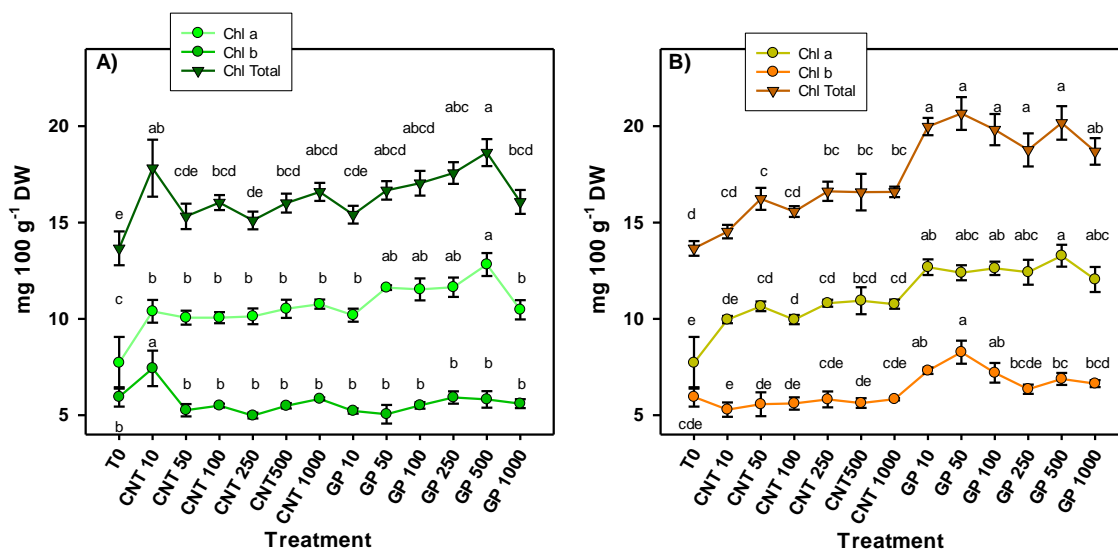 A)
Chl a
Chl b
Chl Total
mg 100 g-1 DW
20
15
10
5
e
ab
cde
bcd
de
bcd
abcd
cde
abcd
abcd
abc
a
bcd
c
b
b
b
b
b
b
b
ab
ab
ab
a
b
b
a
b
b
b
b
b
b
b
b
b
b
b
T0
CNT 10
CNT 50
CNT 100
CNT 250
CNT500
CNT 1000
GP 10
GP 50
GP 100
GP 250
GP 500
GP 1000
Treatment
B)
Chl a
Chl b
Chl Total
mg 100 g-1 DW
20
15
10
5
d
cd
c
cd
bc
bc
bc
a
a
a
a
a
ab
e
de
cd
d
cd
bcd
cd
ab
abc
ab
abc
a
abc
cde
e
de
de
cde
de
cde
ab
a
ab
bcde
bc
bcd
T0
CNT 10
CNT 50
CNT 100
CNT 250
CNT500
CNT 1000
GP 10
GP 50
GP 100
GP 250
GP 500
GP 1000
Treatment